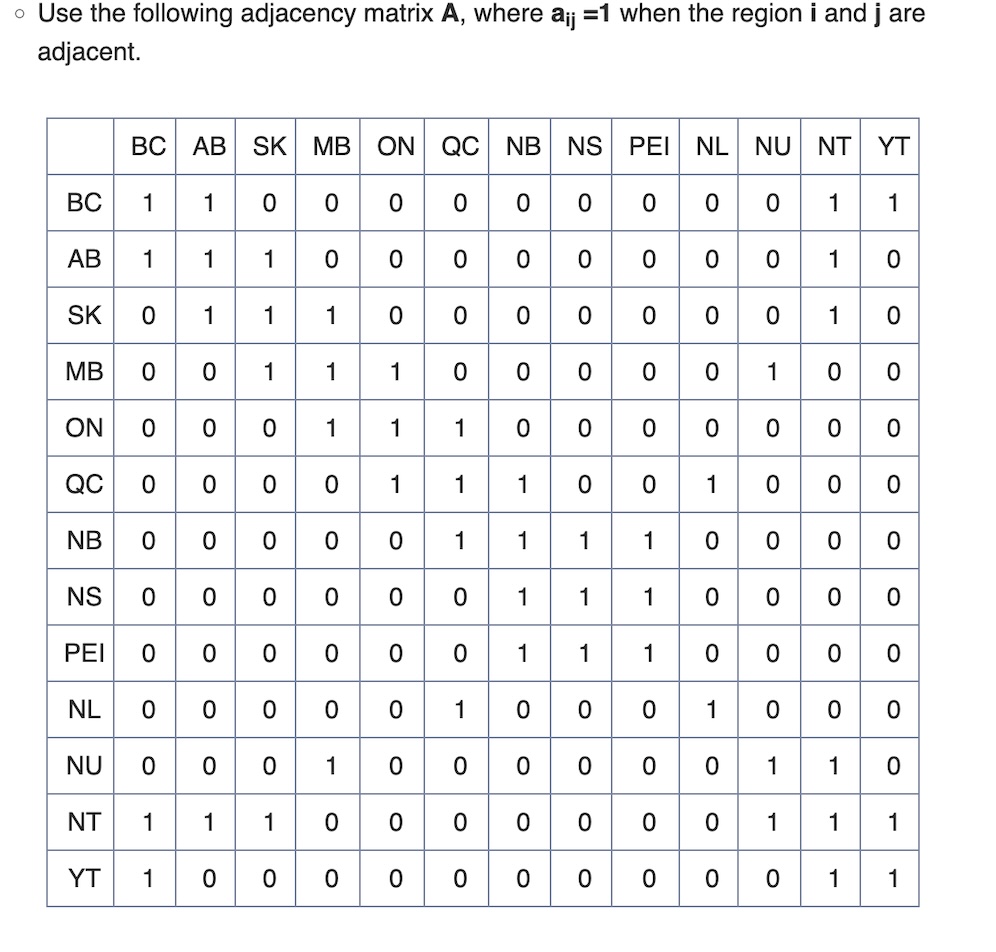 ○ Use the following adjacency matrix A, where aij =1 when the region i and j are
adjacent.
BC AB SK MB ON QC NB NS PEI NL NU NT YT
BC 1 1 0 0 0 0 0 0 0 0 0 1 1
AB 1 1 1 0 0 0 0 0 0 0 0 1 0
SK 0 1 1 1 0 0 0 0 0 0 0 1 0
MB 0 0 1 1 1 0 0 0 0 0 1 0 0
ON 0 0 0 1 1 1 0 0 0 0 0 0 0
QC 0 0 0 0 1 1 1 0 0 1 0 0 0
NB 0 0 0 0 0 1 1 1 1 0 0 0 0
NS 0 0 0 0 0 0 1 1 1 0 0 0 0
PEI 0 0 0 0 0 0 1 1 1 0 0 0 0
NL 0 0 0 0 0 1 0 0 0 1 0 0 0
NU 0 0 0 1 0 0 0 0 0 0 1 1 0
NT 1 1 1 0 0 0 0 0 0 0 1 1 1
YT 1 0 0 0 0 0 0 0 0 0 0 1 1